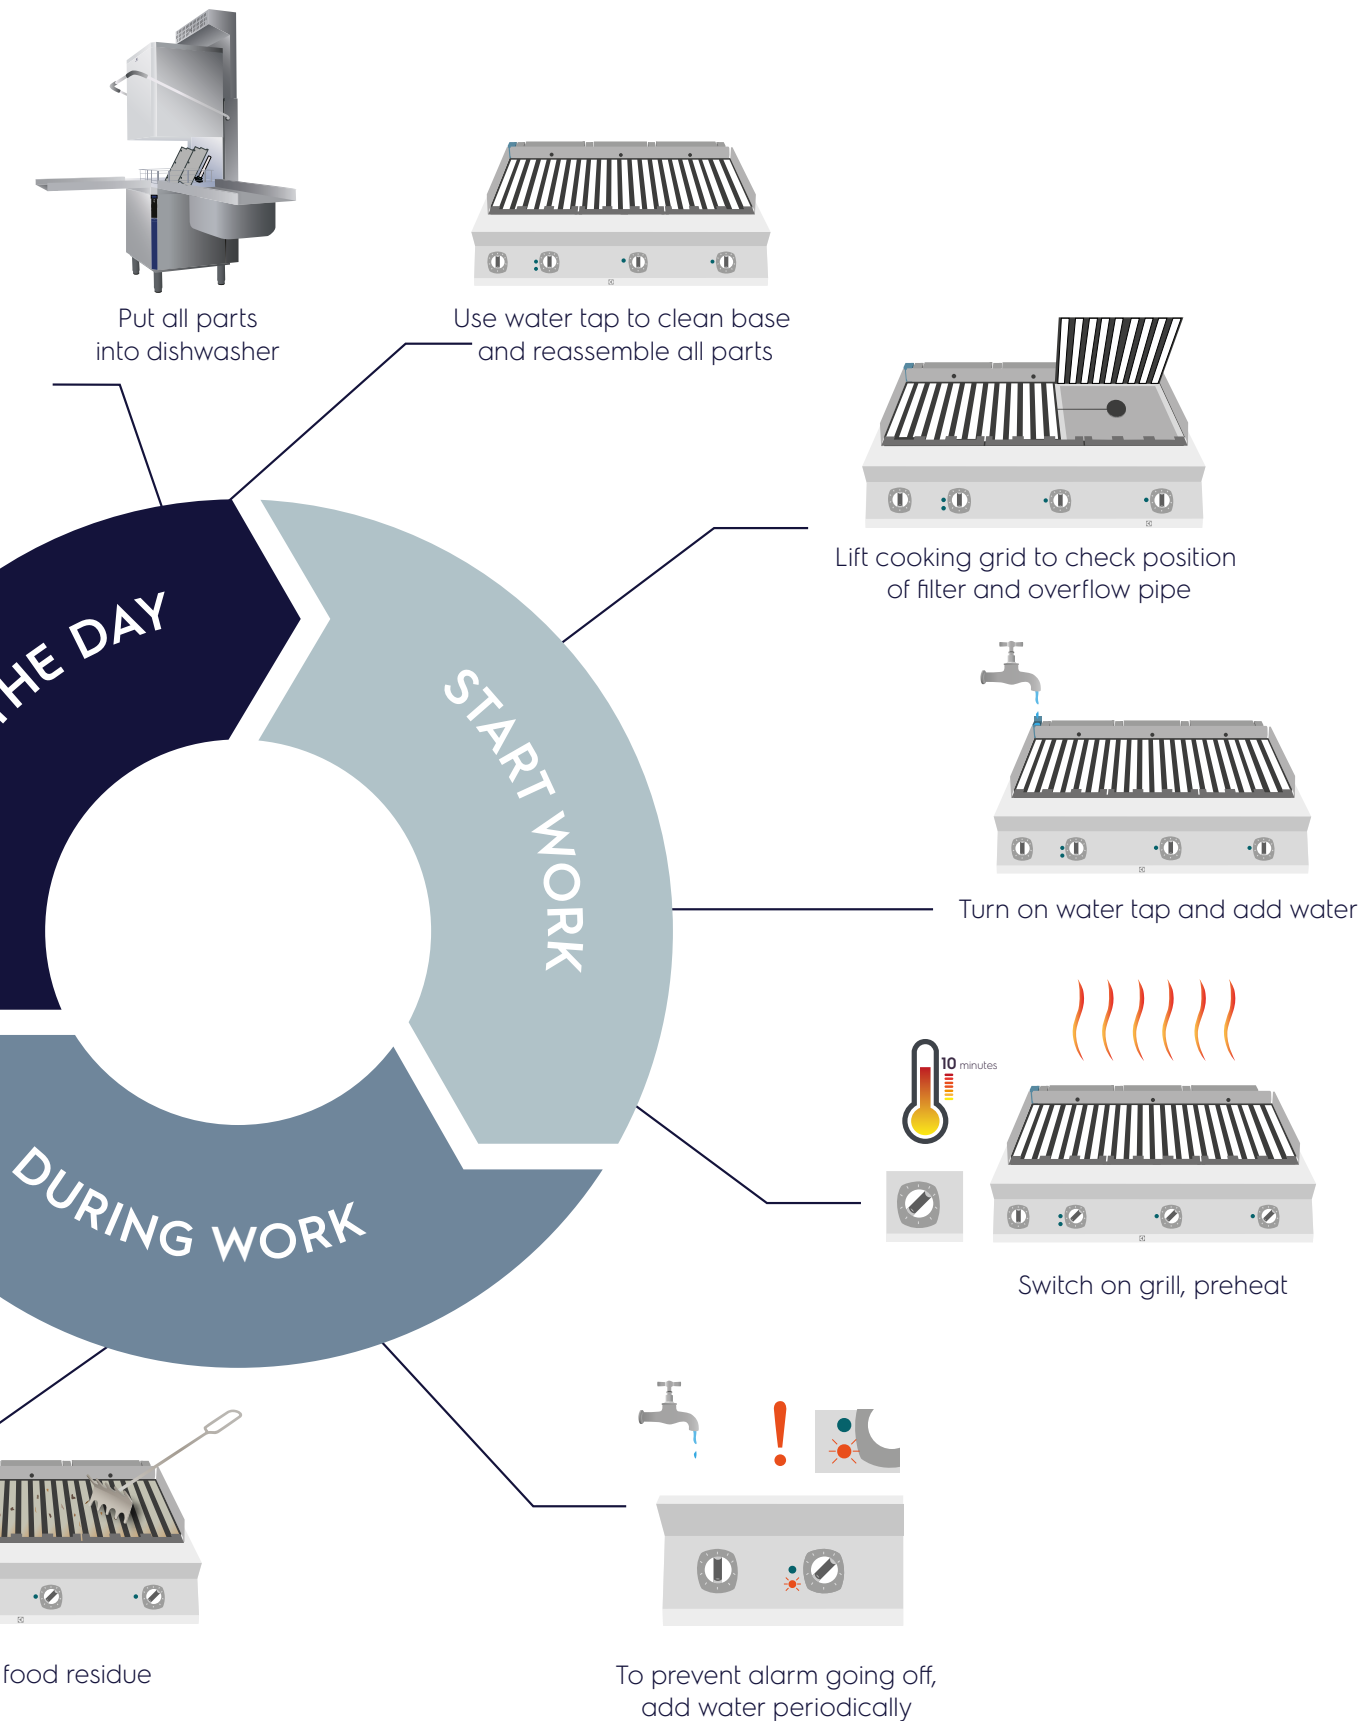 Put all parts
into dishwasher
Use water tap to clean base
and reassemble all parts
Lift cooking grid to check position
of filter and overflow pipe
THE DAY
START WORK
Turn on water tap and add water
10 minutes
DURING WORK
Switch on grill, preheat
food residue
To prevent alarm going off,
add water periodically